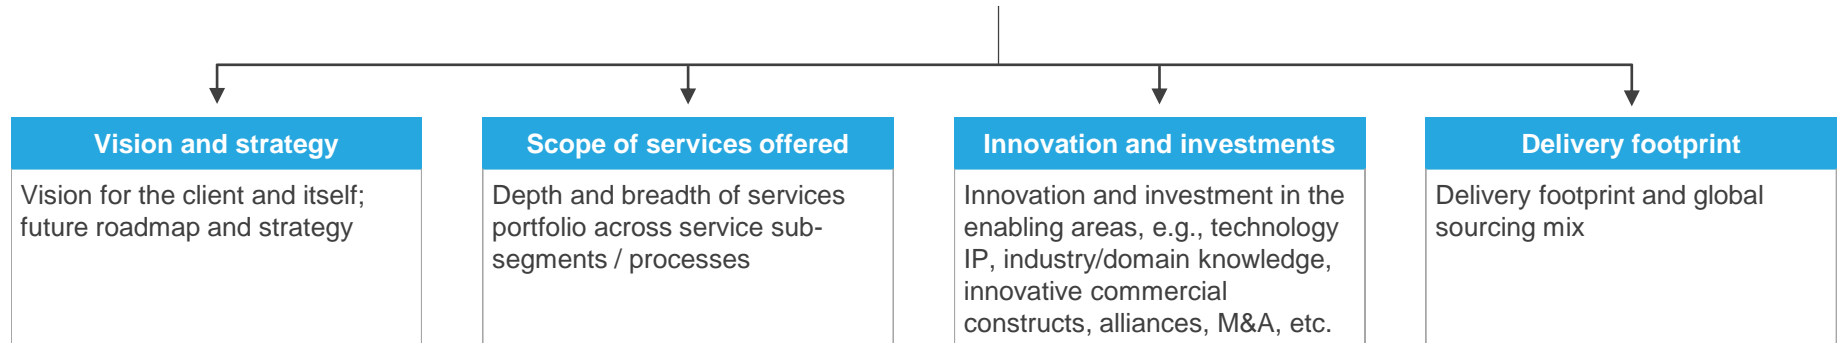 Vision and strategy
Vision for the client and itself;
future roadmap and strategy
Scope of services offered
Depth and breadth of services
portfolio across service sub-
segments / processes
Innovation and investments
Innovation and investment in the
enabling areas, e.g., technology
IP, industry/domain knowledge,
innovative commercial
constructs, alliances, M&A, etc.
Delivery footprint
Delivery footprint and global
sourcing mix